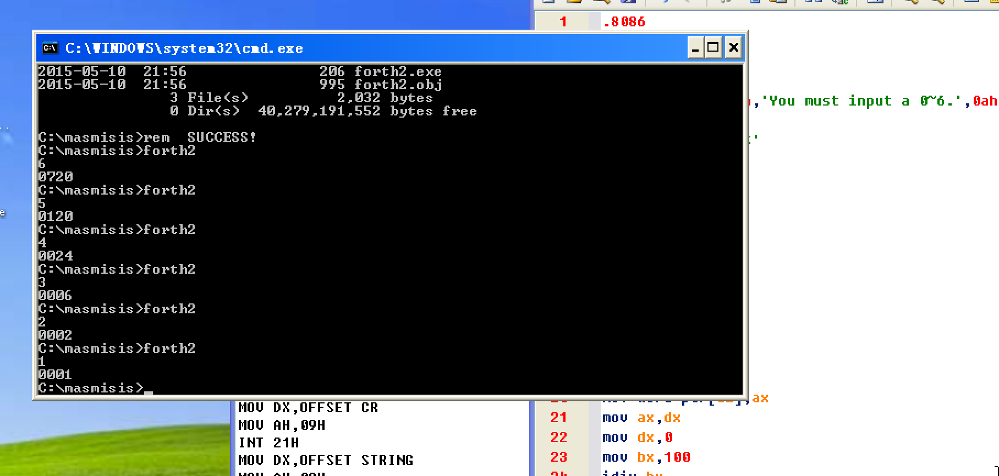 1 .8086
C:\WINDOWS\system32\cmd.exe
2015-05-10  21:56               206 forth2.exe
2015-05-10  21:56               995 forth2.obj
3 File(s)          2,032 bytes
0 Dir(s)  40,279,191,552 bytes free
C:\masmisis>rem  SUCCESS!
C:\masmisis>forth2
6
0720
C:\masmisis>forth2
5
0120
C:\masmisis>forth2
4
0024
C:\masmisis>forth2
3
0006
C:\masmisis>forth2
2
0002
C:\masmisis>forth2
1
0001
C:\masmisis>_
,'You must input a 0~6.',0ah
'
e
MOV DX,OFFSET CR
MOV AH,09H
INT 21H
MOV DX,OFFSET STRING
,ax
21 mov ax,dx
22 mov dx,0
23 mov bx,100